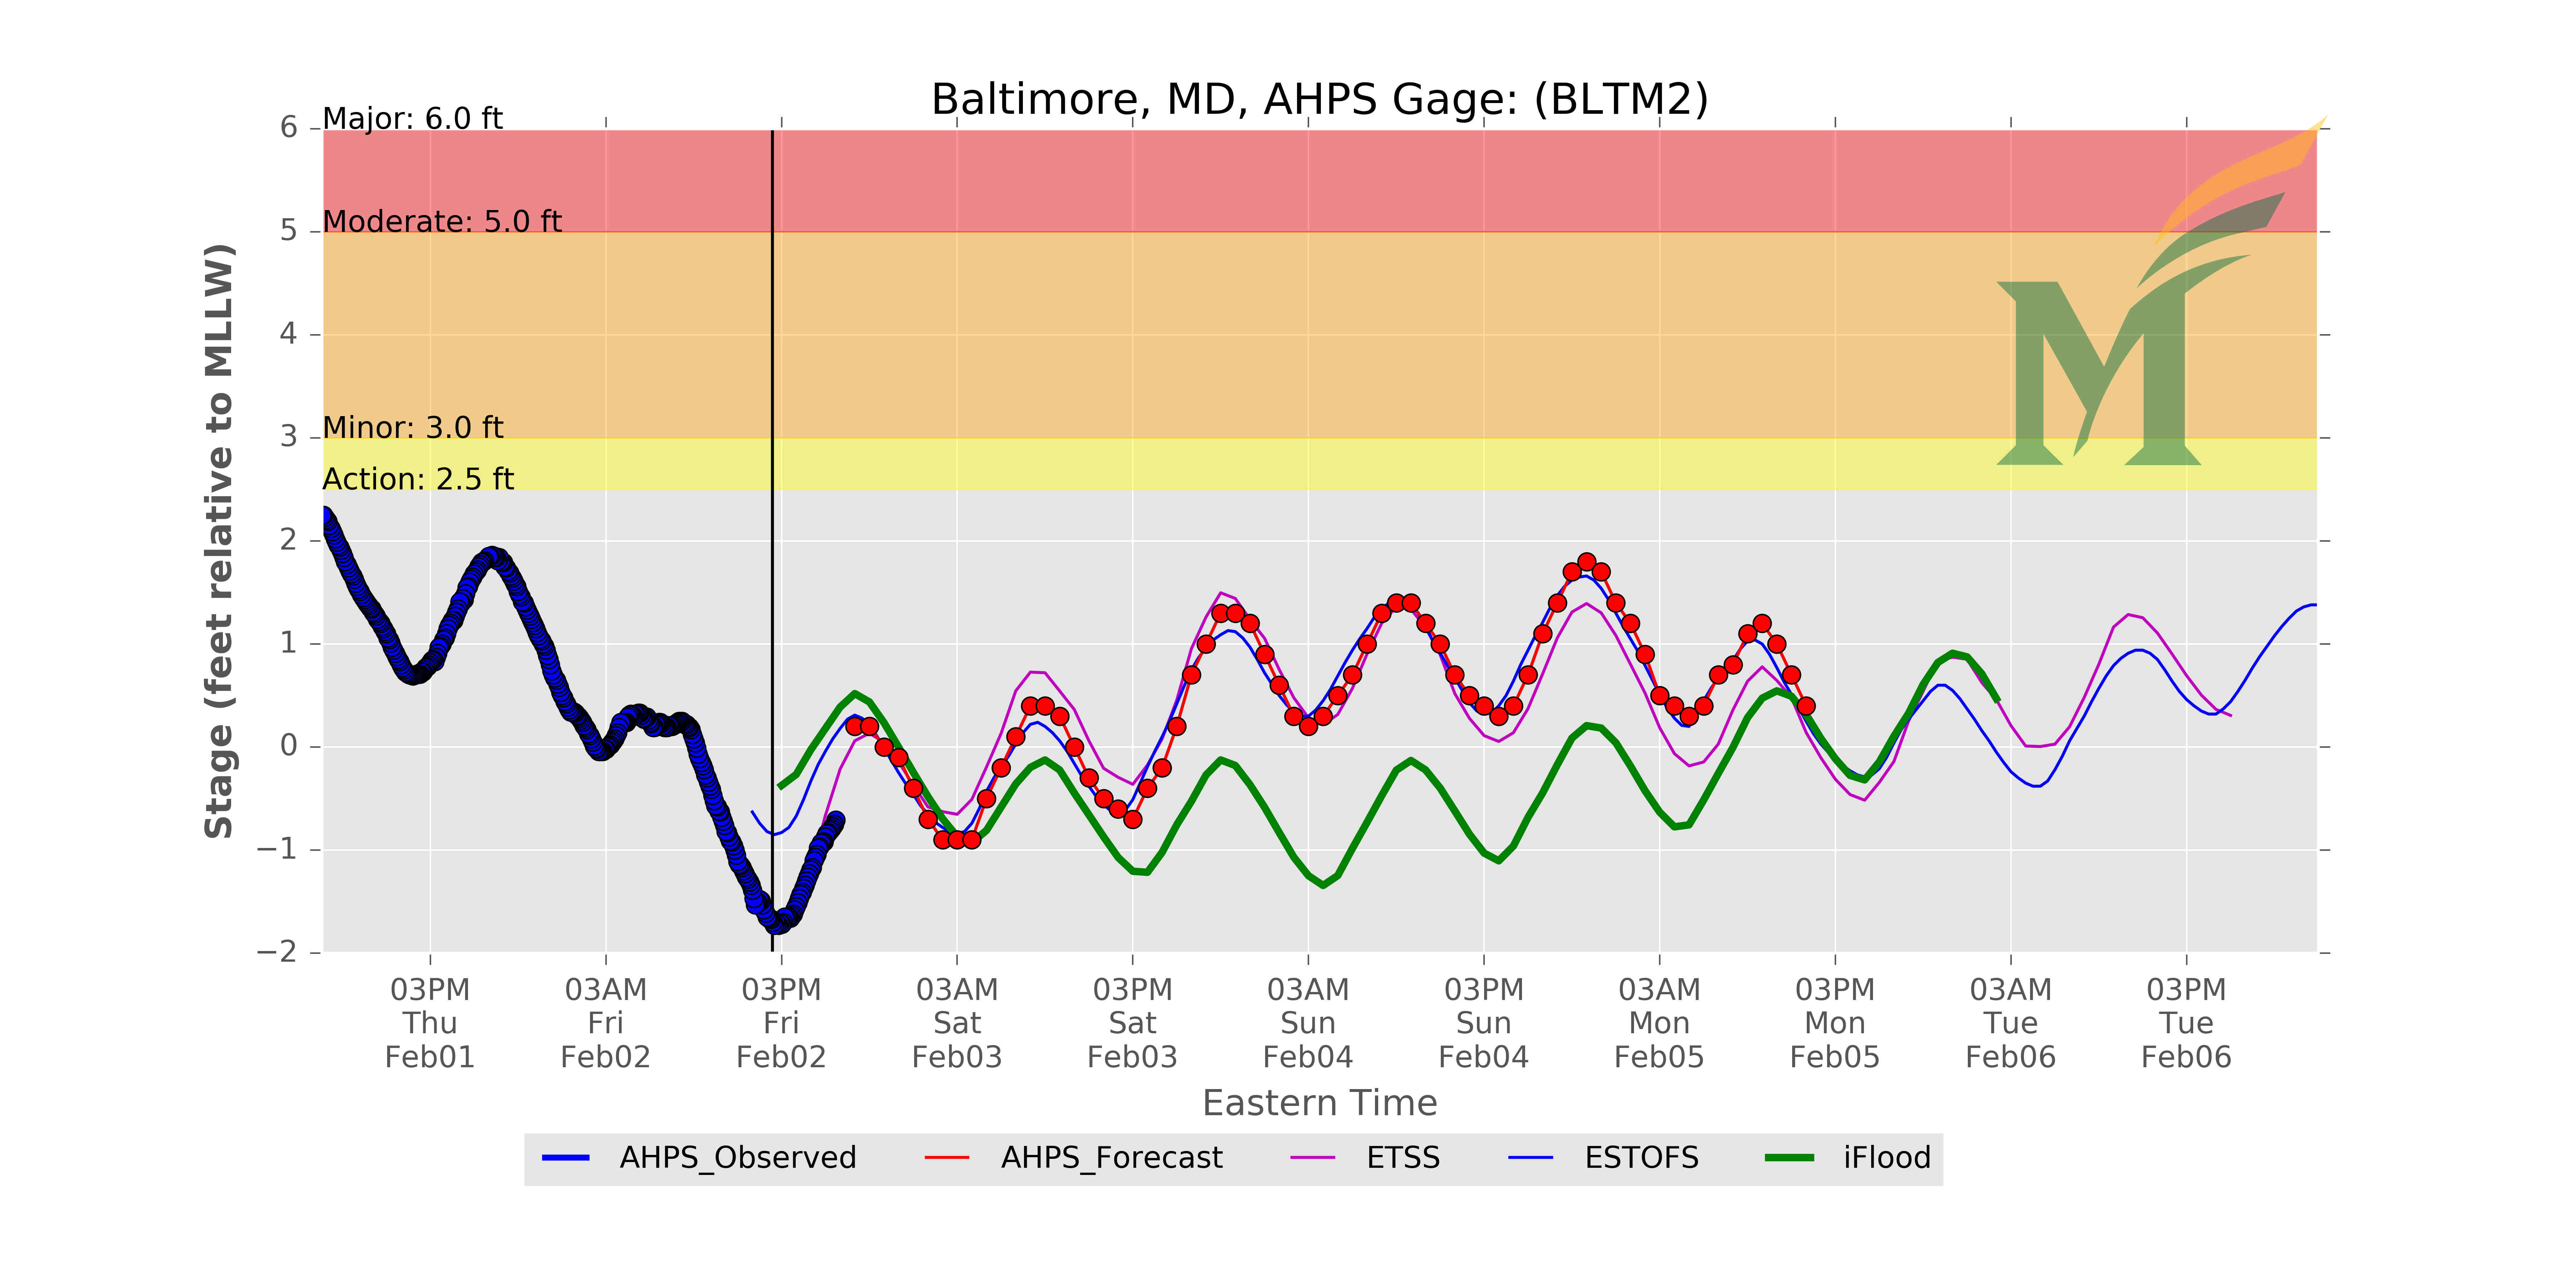 Baltimore, MD, AHPS Gage: (BLTM2)
Major: 6.0 ft
Moderate: 5.0 ft
Minor: 3.0 ft
Action: 2.5 ft
6
5
4
3
2
1
0
−1
−2
Stage (feet relative to MLLW)
03PM Thu Feb01
03AM Fri Feb02
03PM Fri Feb02
03AM Sat Feb03
03PM Sat Feb03
03AM Sun Feb04
03PM Sun Feb04
03AM Mon Feb05
03PM Mon Feb05
03AM Tue Feb06
03PM Tue Feb06
Eastern Time
AHPS_Observed AHPS_Forecast ETSS ESTOFS iFlood
M